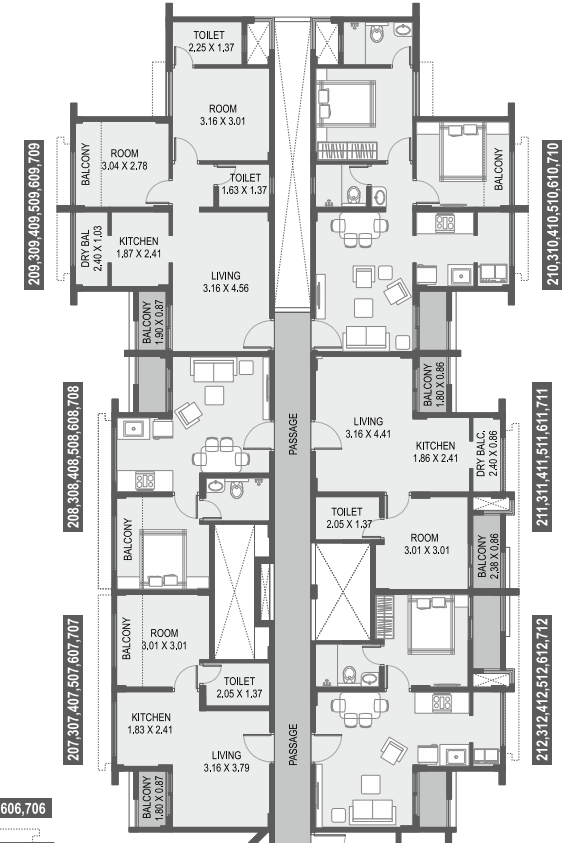 TOILET
2,25 X 1.37
ROOM
3.16 X 3.01
BALCONY
ROOM
3.04 X 2.78
TOILET
1.63 X 1.37
BALCONY
209,309,409,509,609,709
210,310,410,510,610,710
DRY BAL
2.40 X 1.03
KITCHEN
1.87 X 2.41
LIVING
3.16 X 4.56
BALCONY
1.90 X 0.87
PASSAGE
BALCONY
1.80 X 0.86
LIVING
3.16 X 4.41
KITCHEN
1.86 X 2.41
DRY BALC.
2.40 X 0.86
208,308,408,508,608,708
211,311,411,511,611,711
BALCONY
TOILET
2.05 X 1.37
ROOM
3.01 X 3.01
BALCONY
2,38 X 0,86
BALCONY
ROOM
3.01 X 3.01
TOILET
2.05 X 1.37
207,307,407,507,607,707
212,312,412,512,612,712
KITCHEN
1.83 X 2.41
LIVING
3.16 X 3.79
PASSAGE
BALCONY
1.80 X 0.87
606,706